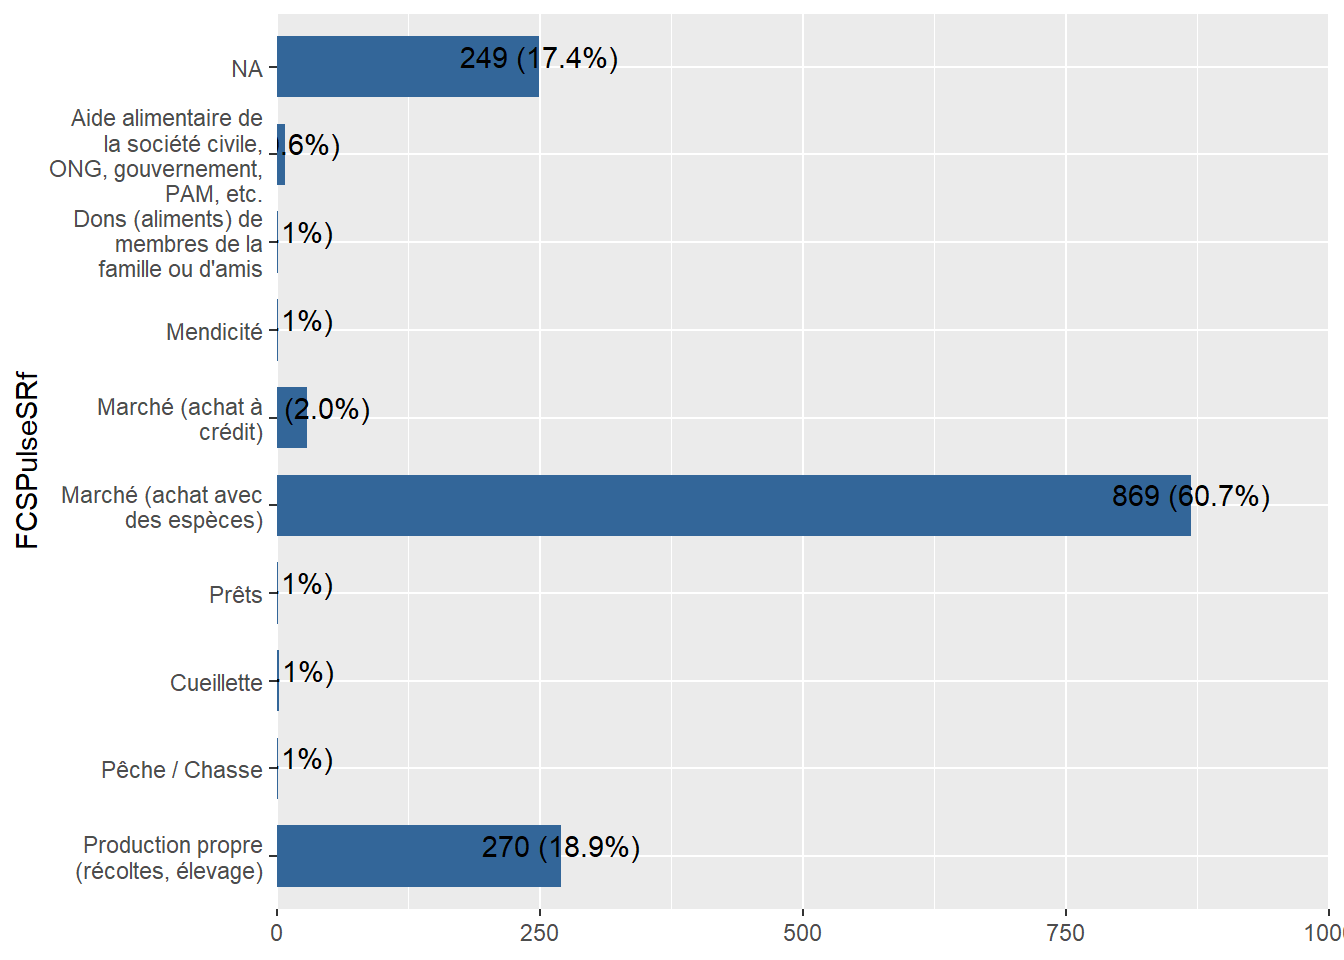 NA
249 (17.4%)
Aide alimentaire de
la société civile,
ONG, gouvernement,
PAM, etc.
.6%)
Dons (aliments) de
membres de la
famille ou d'amis
1%)
Mendicité
1%)
Marché (achat à
crédit)
(2.0%)
Marché (achat avec
des espèces)
869 (60.7%)
Prêts
1%)
Cueillette
1%)
Pêche / Chasse
1%)
Production propre
(récoltes, élevage)
270 (18.9%)
FCSPulseSRf
0
250
500
750